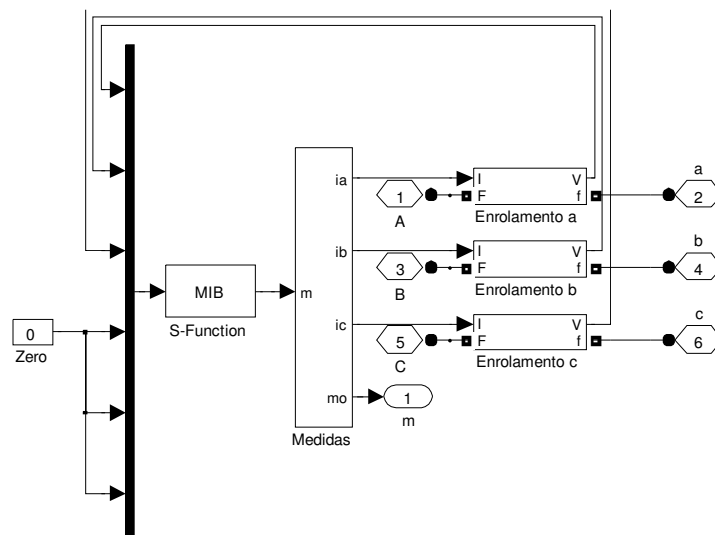 a
ia
I
V
1
F
f
2
A
Enrolamento a
b
ib
I
V
3
F
f
4
B
Enrolamento b
MIB
m
S-Function
c
ic
I
V
0
5
F
f
6
Zero
C
Enrolamento c
mo
1
m
Medidas